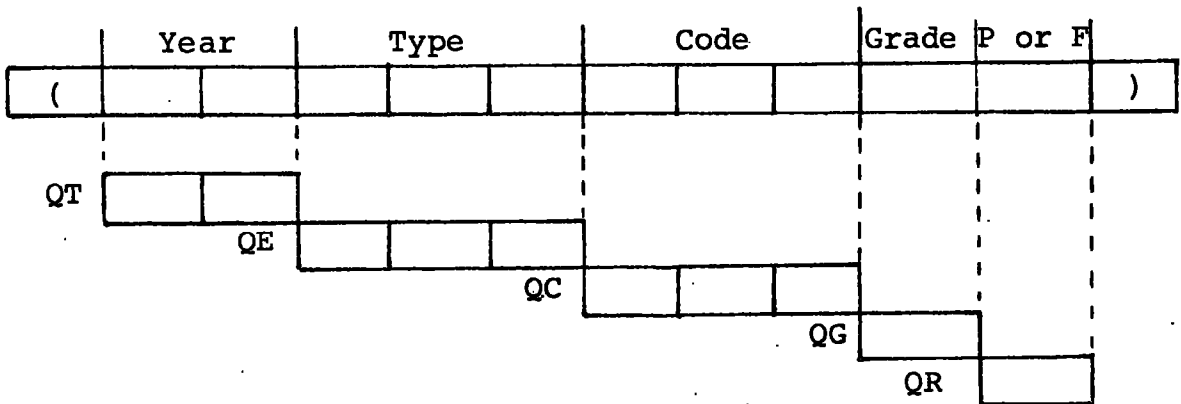 Year Type Code Grade P or F
( )
QT
QE
QC
QG
QR